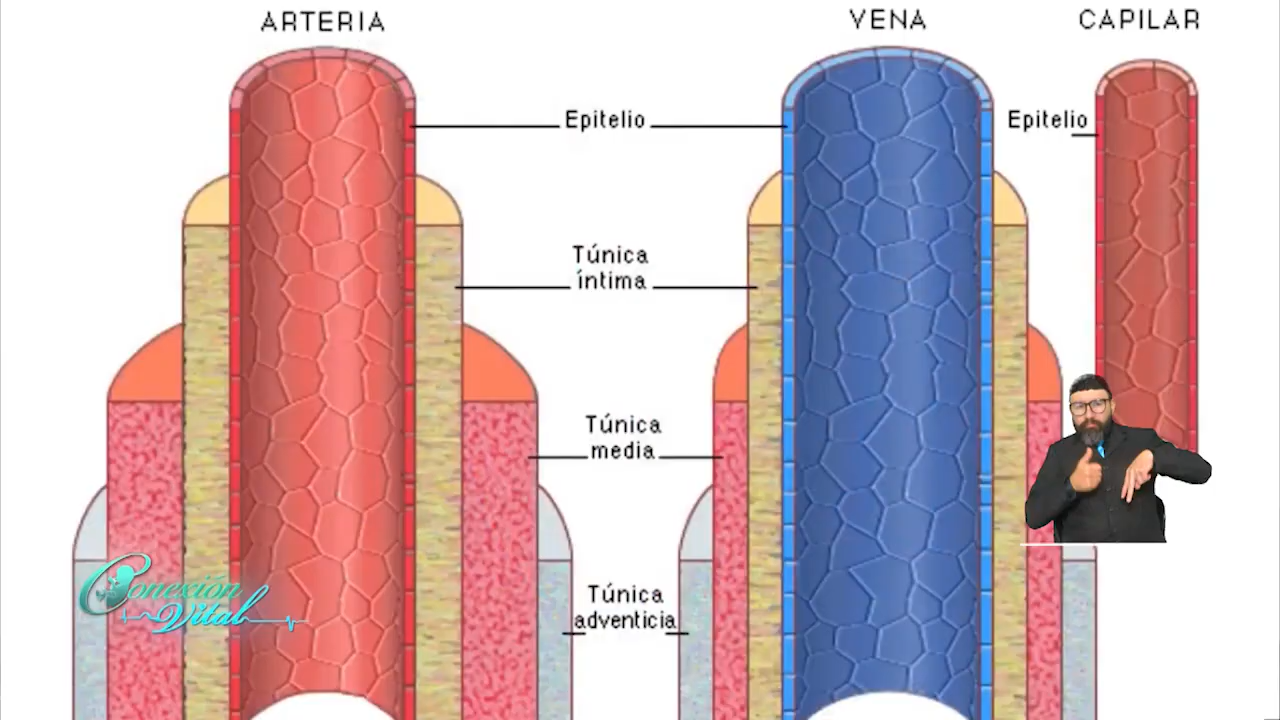 ARTERIA
VENA
CAPILAR
Epitelio
Epitelio
Túnica
íntima
Túnica
media
Túnica
adventicia
Conexión
Vital